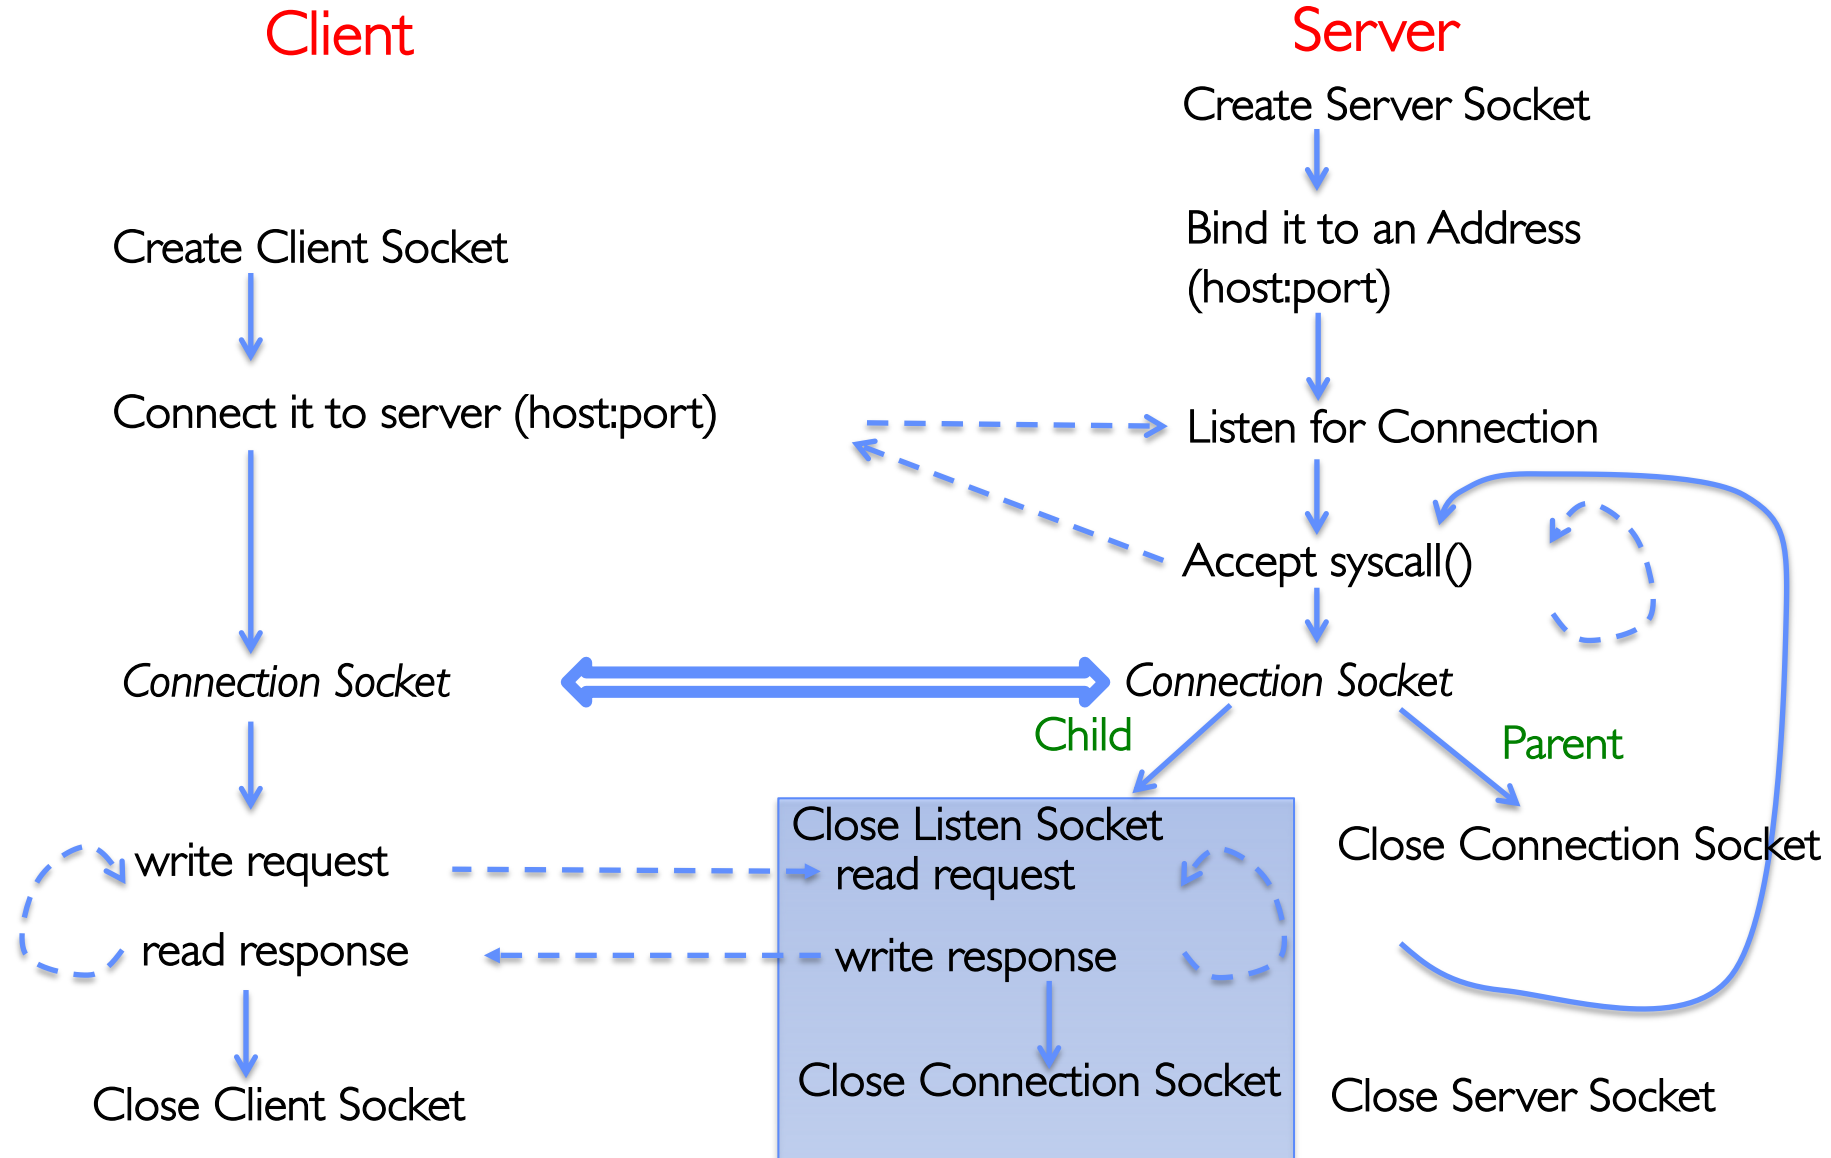 Client
Server
Create Server Socket
Bind it to an Address
(host:port)
Create Client Socket
Connect it to server (host:port)
Listen for Connection
Accept syscall()
Connection Socket
Connection Socket
Child
Parent
Close Listen Socket
write request
read request
Close Connection Socket
read response
write response
Close Client Socket
Close Connection Socket
Close Server Socket